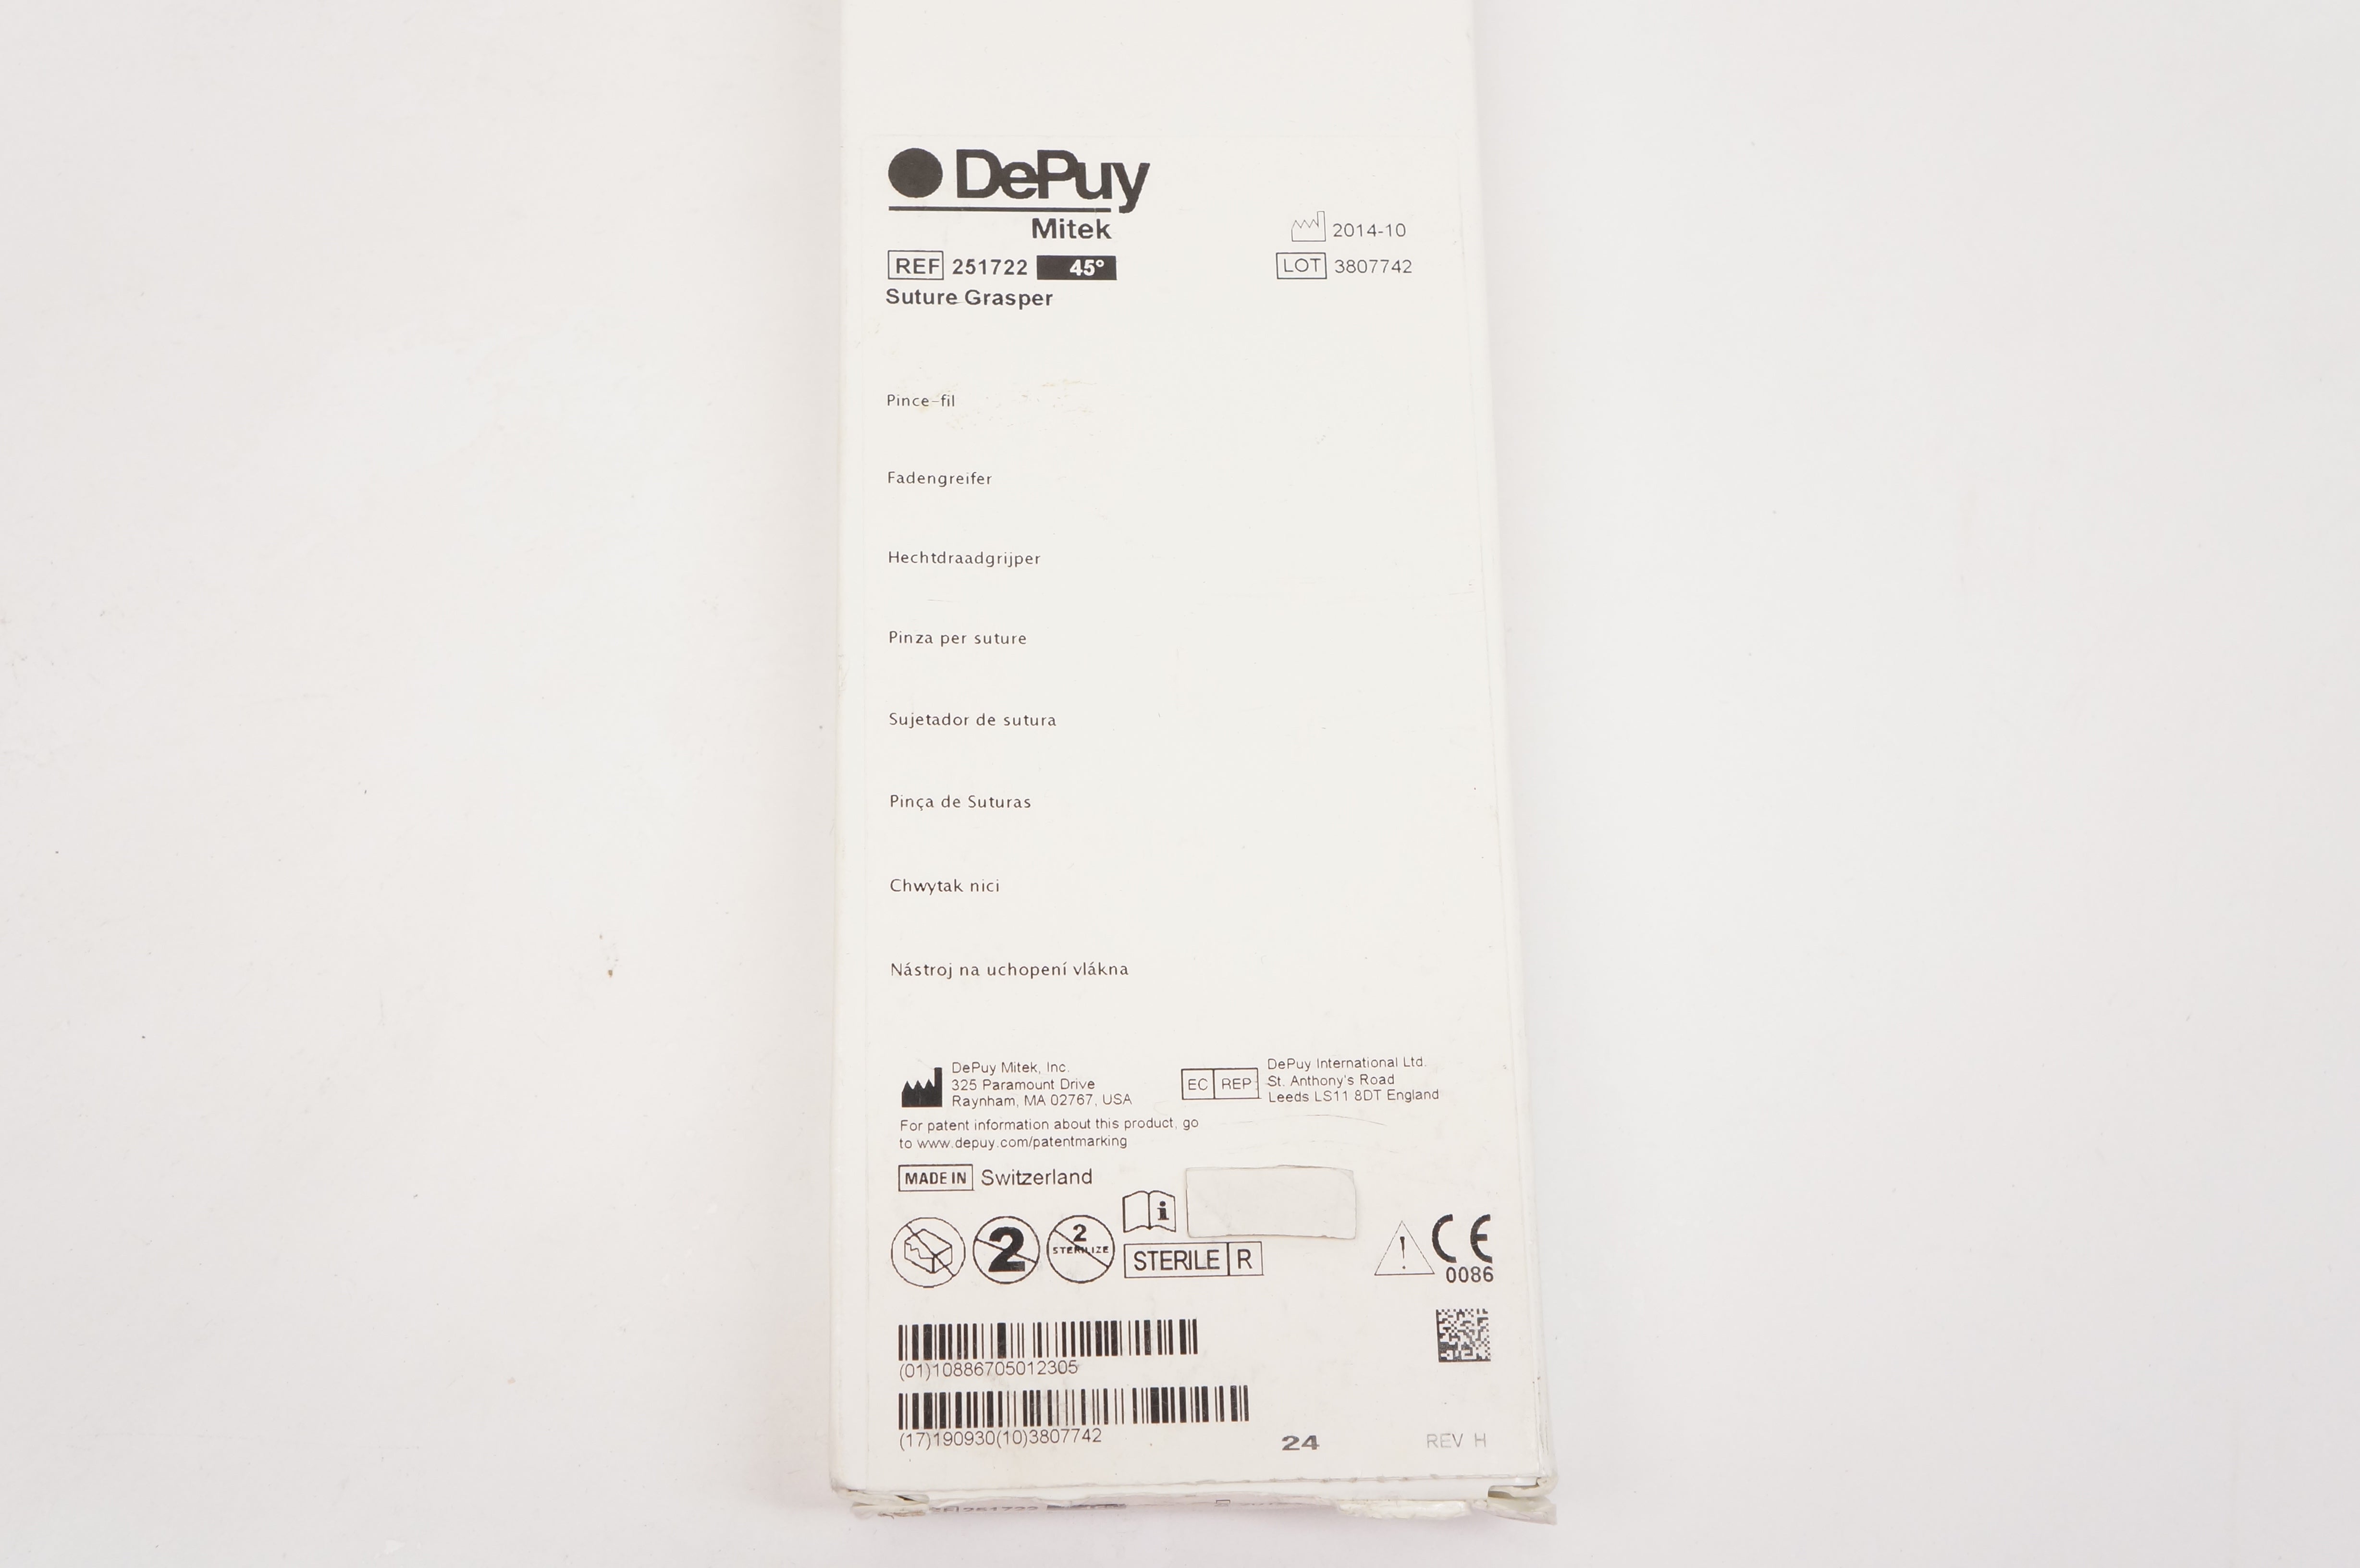 DePuy
Mitek
2014-10
REF 251722 45°
LOT 3807742
Suture Grasper
Pince-fil
Fadengreifer
Hechtdraadgrijper
Pinza per suture
Sujetador de sutura
Pinça de Suturas
Chwytak nici
Nástroj na uchopení vlákna
DePuy Mitek, Inc.
325 Paramount Drive
Raynham, MA 02767, USA
EC REP
DePuy International Ltd.
St. Anthony's Road
Leeds LS11 8DT England
For patent information about this product, go
to www.depuy.com/patentmarking
MADE IN Switzerland
2
2
STERILIZE
i
STERILE R
!
CE
0086
(01)10886705012305
(17)190930(10)3807742
24
REV H
251722